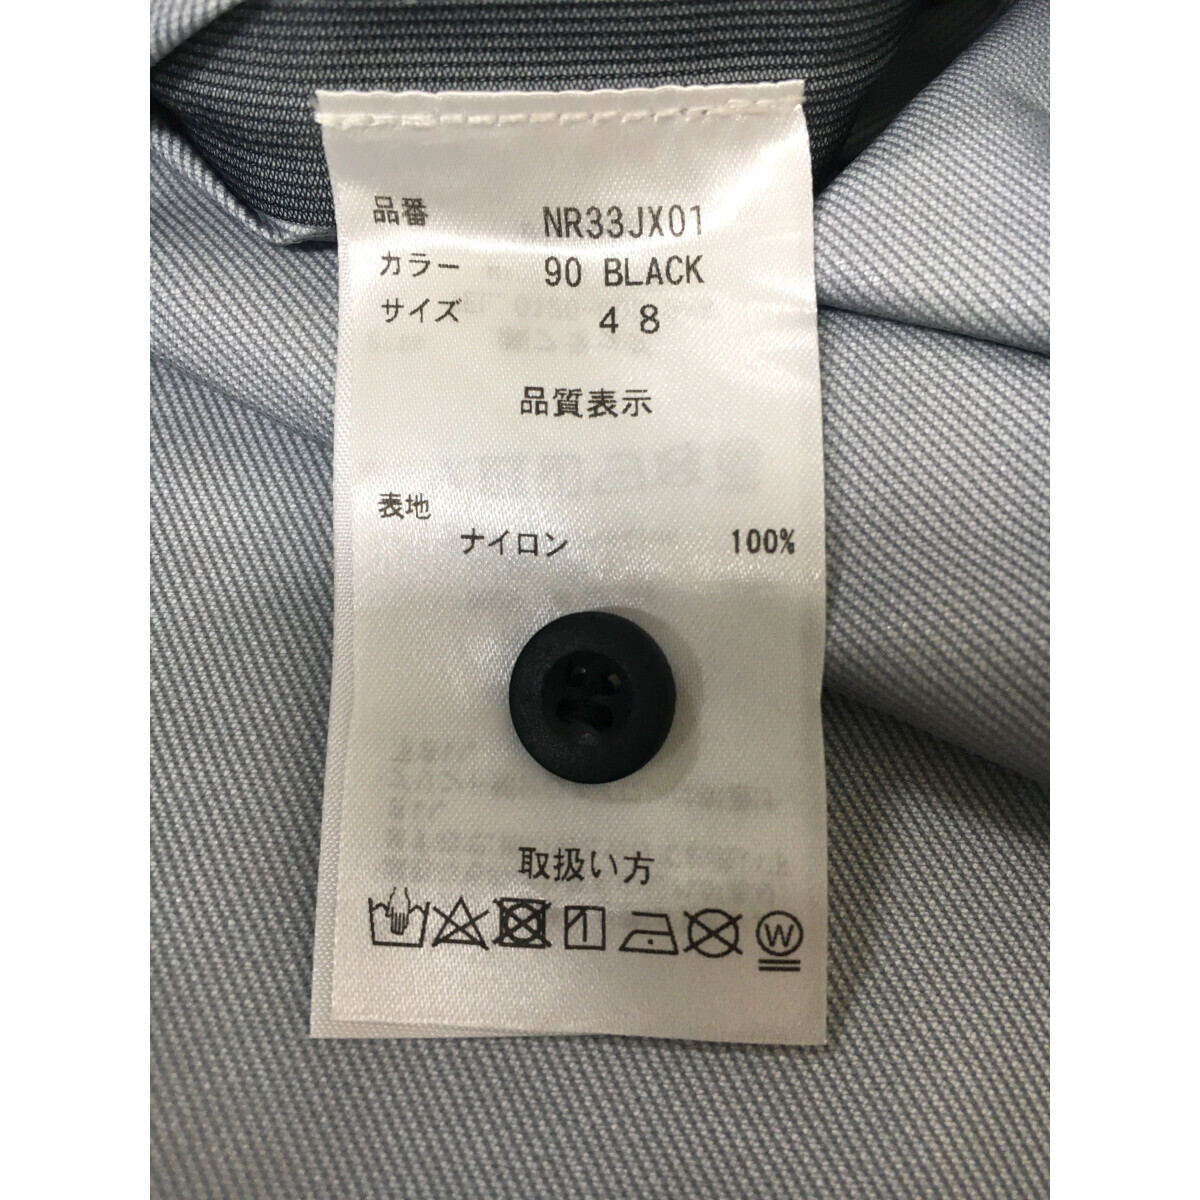 品番 NR33JX01
カラー 90 BLACK
サイズ 48
品質表示
表地
ナイロン 100%
取扱い方
W